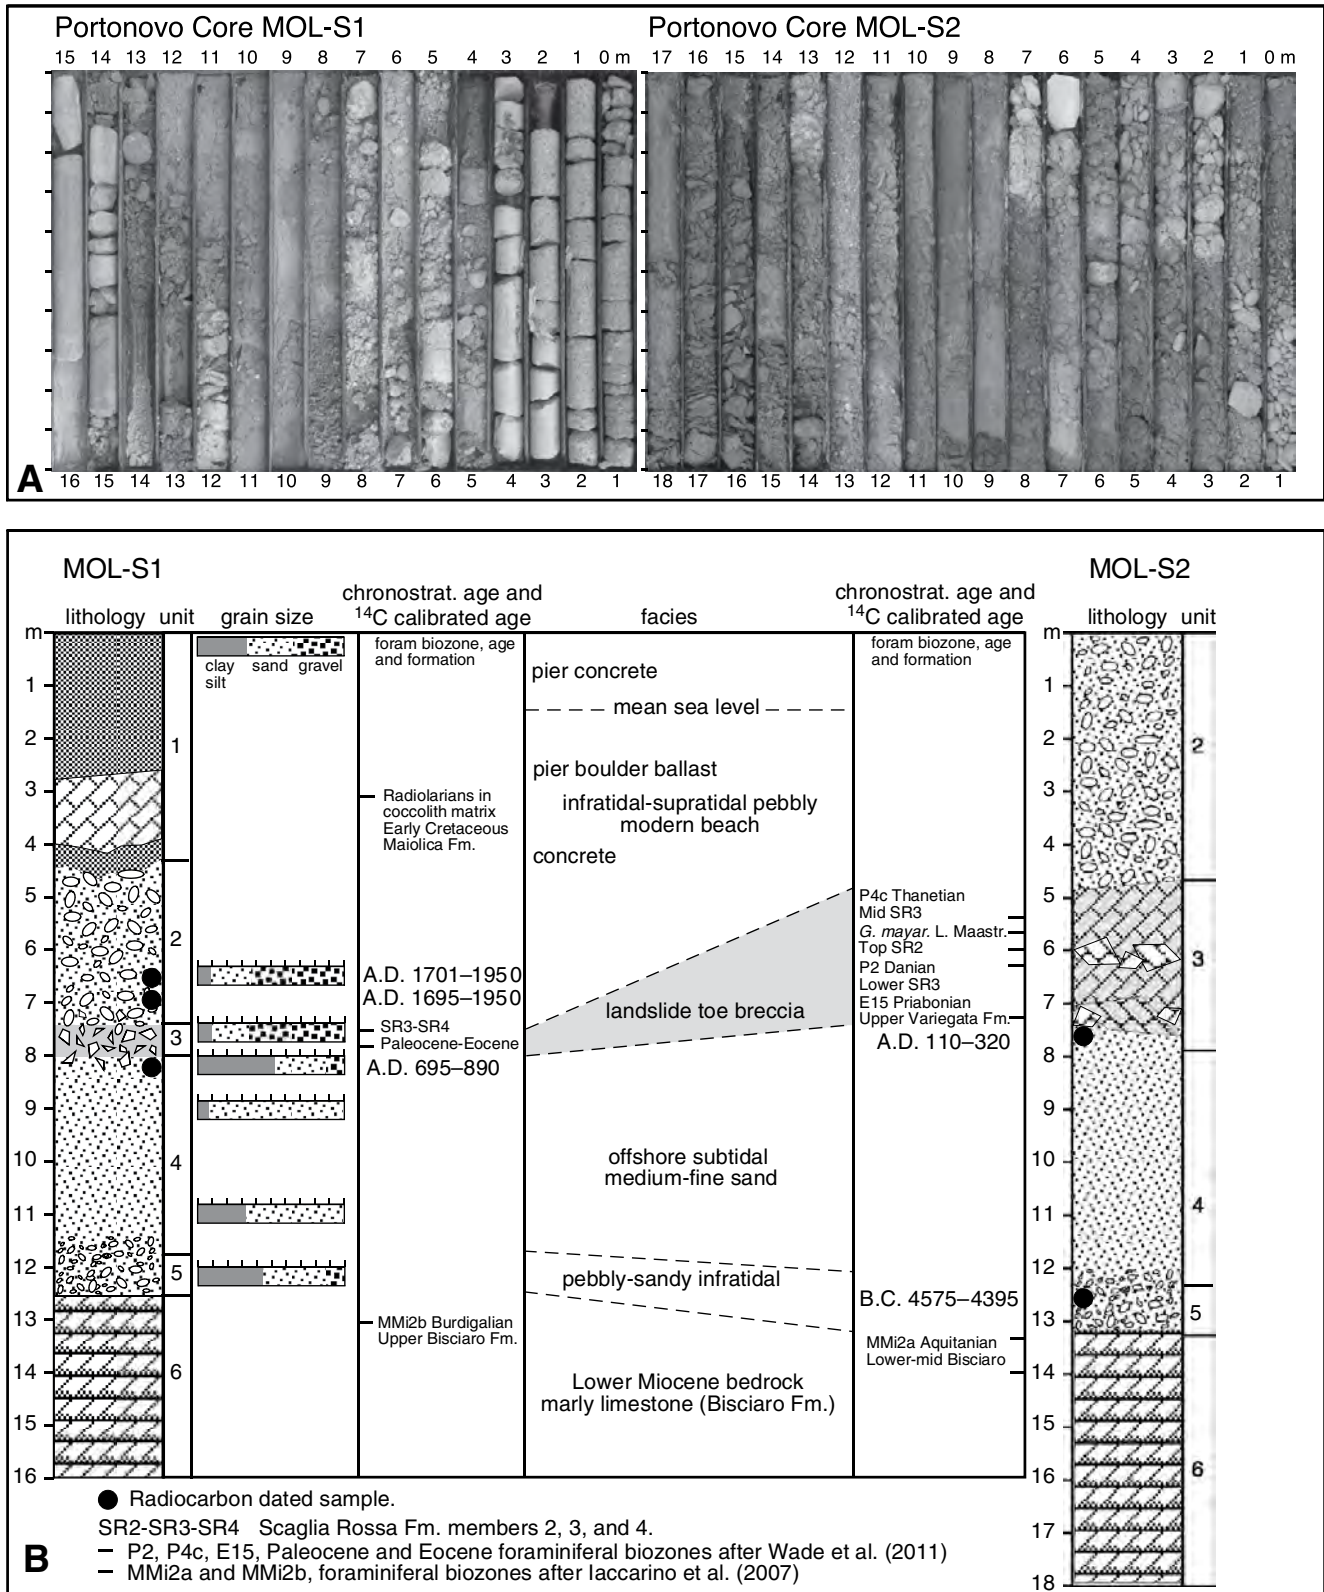 Portonovo Core MOL-S1
Portonovo Core MOL-S2
15 14 13 12 11 10 9 8 7 6 5 4 3 2 1 0 m
17 16 15 14 13 12 11 10 9 8 7 6 5 4 3 2 1 0 m
16 15 14 13 12 11 10 9 8 7 6 5 4 3 2 1
18 17 16 15 14 13 12 11 10 9 8 7 6 5 4 3 2 1
A
MOL-S1
lithology unit grain size
chronostrat. age and
14C calibrated age
facies
chronostrat. age and
14C calibrated age
MOL-S2
lithology unit
m
1
2
3
4
5
6
7
8
9
10
11
12
13
14
15
16
1
2
3
4
5
6
clay
silt
sand gravel
foram biozone, age
and formation
Radiolarians in
coccolith matrix
Early Cretaceous
Maiolica Fm.
A.D. 1701–1950
A.D. 1695–1950
SR3-SR4
Paleocene-Eocene
A.D. 695–890
MMi2b Burdigalian
Upper Bisciaro Fm.
pier concrete
mean sea level
pier boulder ballast
infratidal-supratidal pebbly
modern beach
concrete
landslide toe breccia
offshore subtidal
medium-fine sand
pebbly-sandy infratidal
Lower Miocene bedrock
marly limestone (Bisciaro Fm.)
foram biozone, age
and formation
P4c Thanetian
Mid SR3
G. mayar. L. Maastr.
Top SR2
P2 Danian
Lower SR3
E15 Priabonian
Upper Variegata Fm.
A.D. 110–320
B.C. 4575–4395
MMi2a Aquitanian
Lower-mid Bisciaro
m
1
2
3
4
5
6
7
8
9
10
11
12
13
14
15
16
17
18
2
3
4
5
6
Radiocarbon dated sample.
SR2-SR3-SR4 Scaglia Rossa Fm. members 2, 3, and 4.
P2, P4c, E15, Paleocene and Eocene foraminiferal biozones after Wade et al. (2011)
MMi2a and MMi2b, foraminiferal biozones after Iaccarino et al. (2007)
B